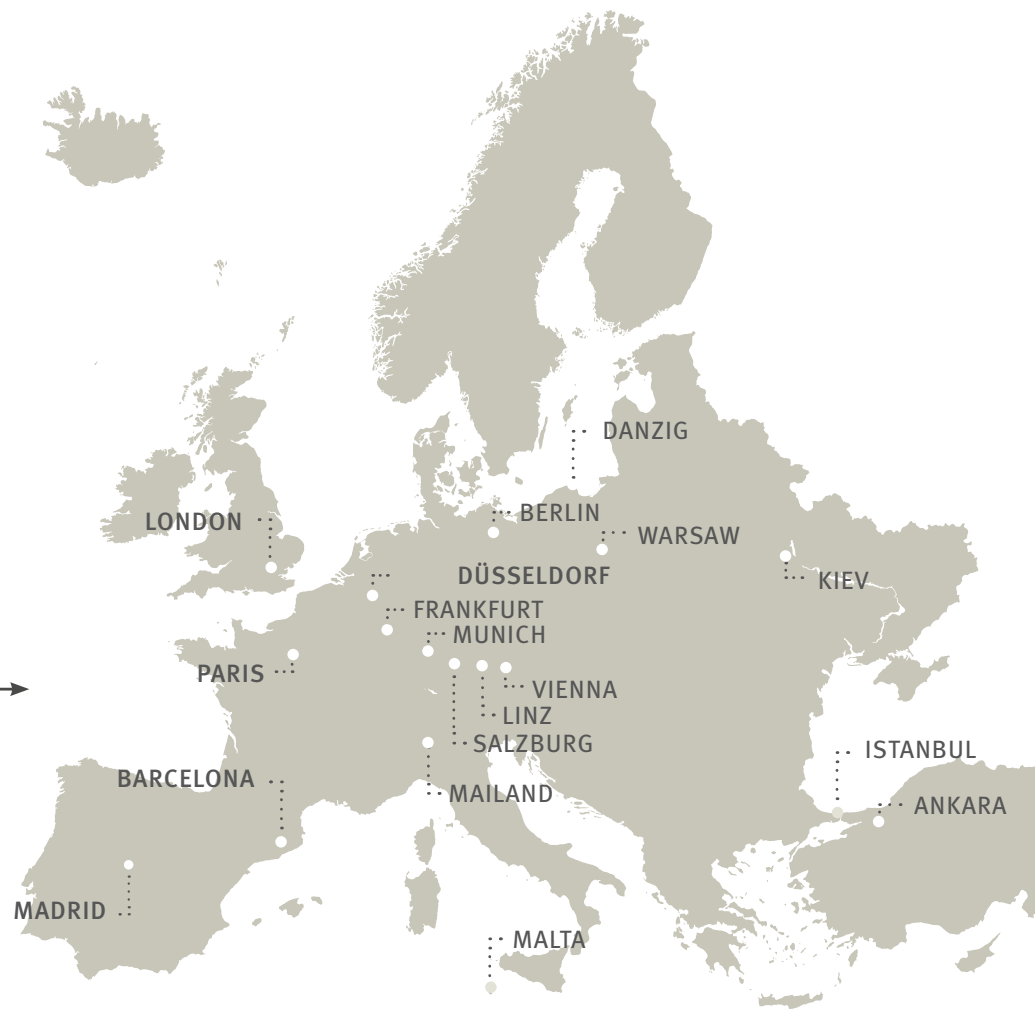 DANZIG
BERLIN
LONDON
WARSAW
DÜSSELDORF
KIEV
FRANKFURT
MUNICH
PARIS
VIENNA
LINZ
SALZBURG
ISTANBUL
BARCELONA
MAILAND
ANKARA
MADRID
MALTA